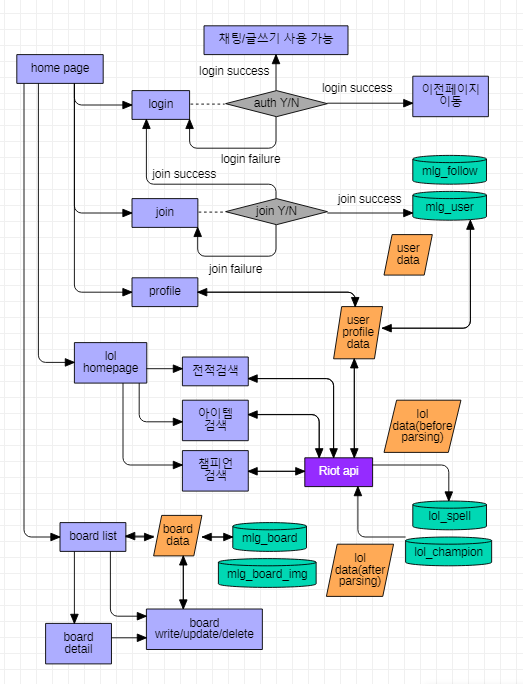 채팅/글쓰기 사용 가능
home page
login success
login
auth Y/N
login success
이전페이지
이동
login failure
join success
mlg_follow
join
join Y/N
join success
mlg_user
join failure
user
data
profile
user
profile
data
lol
homepage
전적검색
아이템
검색
lol
data(before
parsing)
챔피언
검색
Riot api
lol_spell
board list
board
data
mlg_board
lol_champion
lol
data(after
parsing)
mlg_board_img
board
write/update/delete
board
detail